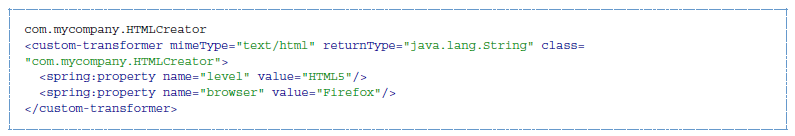 com.mycompany.HTMLCreator
<custom-transformer mimeType="text/html" returnType="java.lang.String" class=
"com.mycompany.HTMLCreator">
  <spring:property name="level" value="HTML5"/>
  <spring:property name="browser" value="Firefox"/>
</custom-transformer>